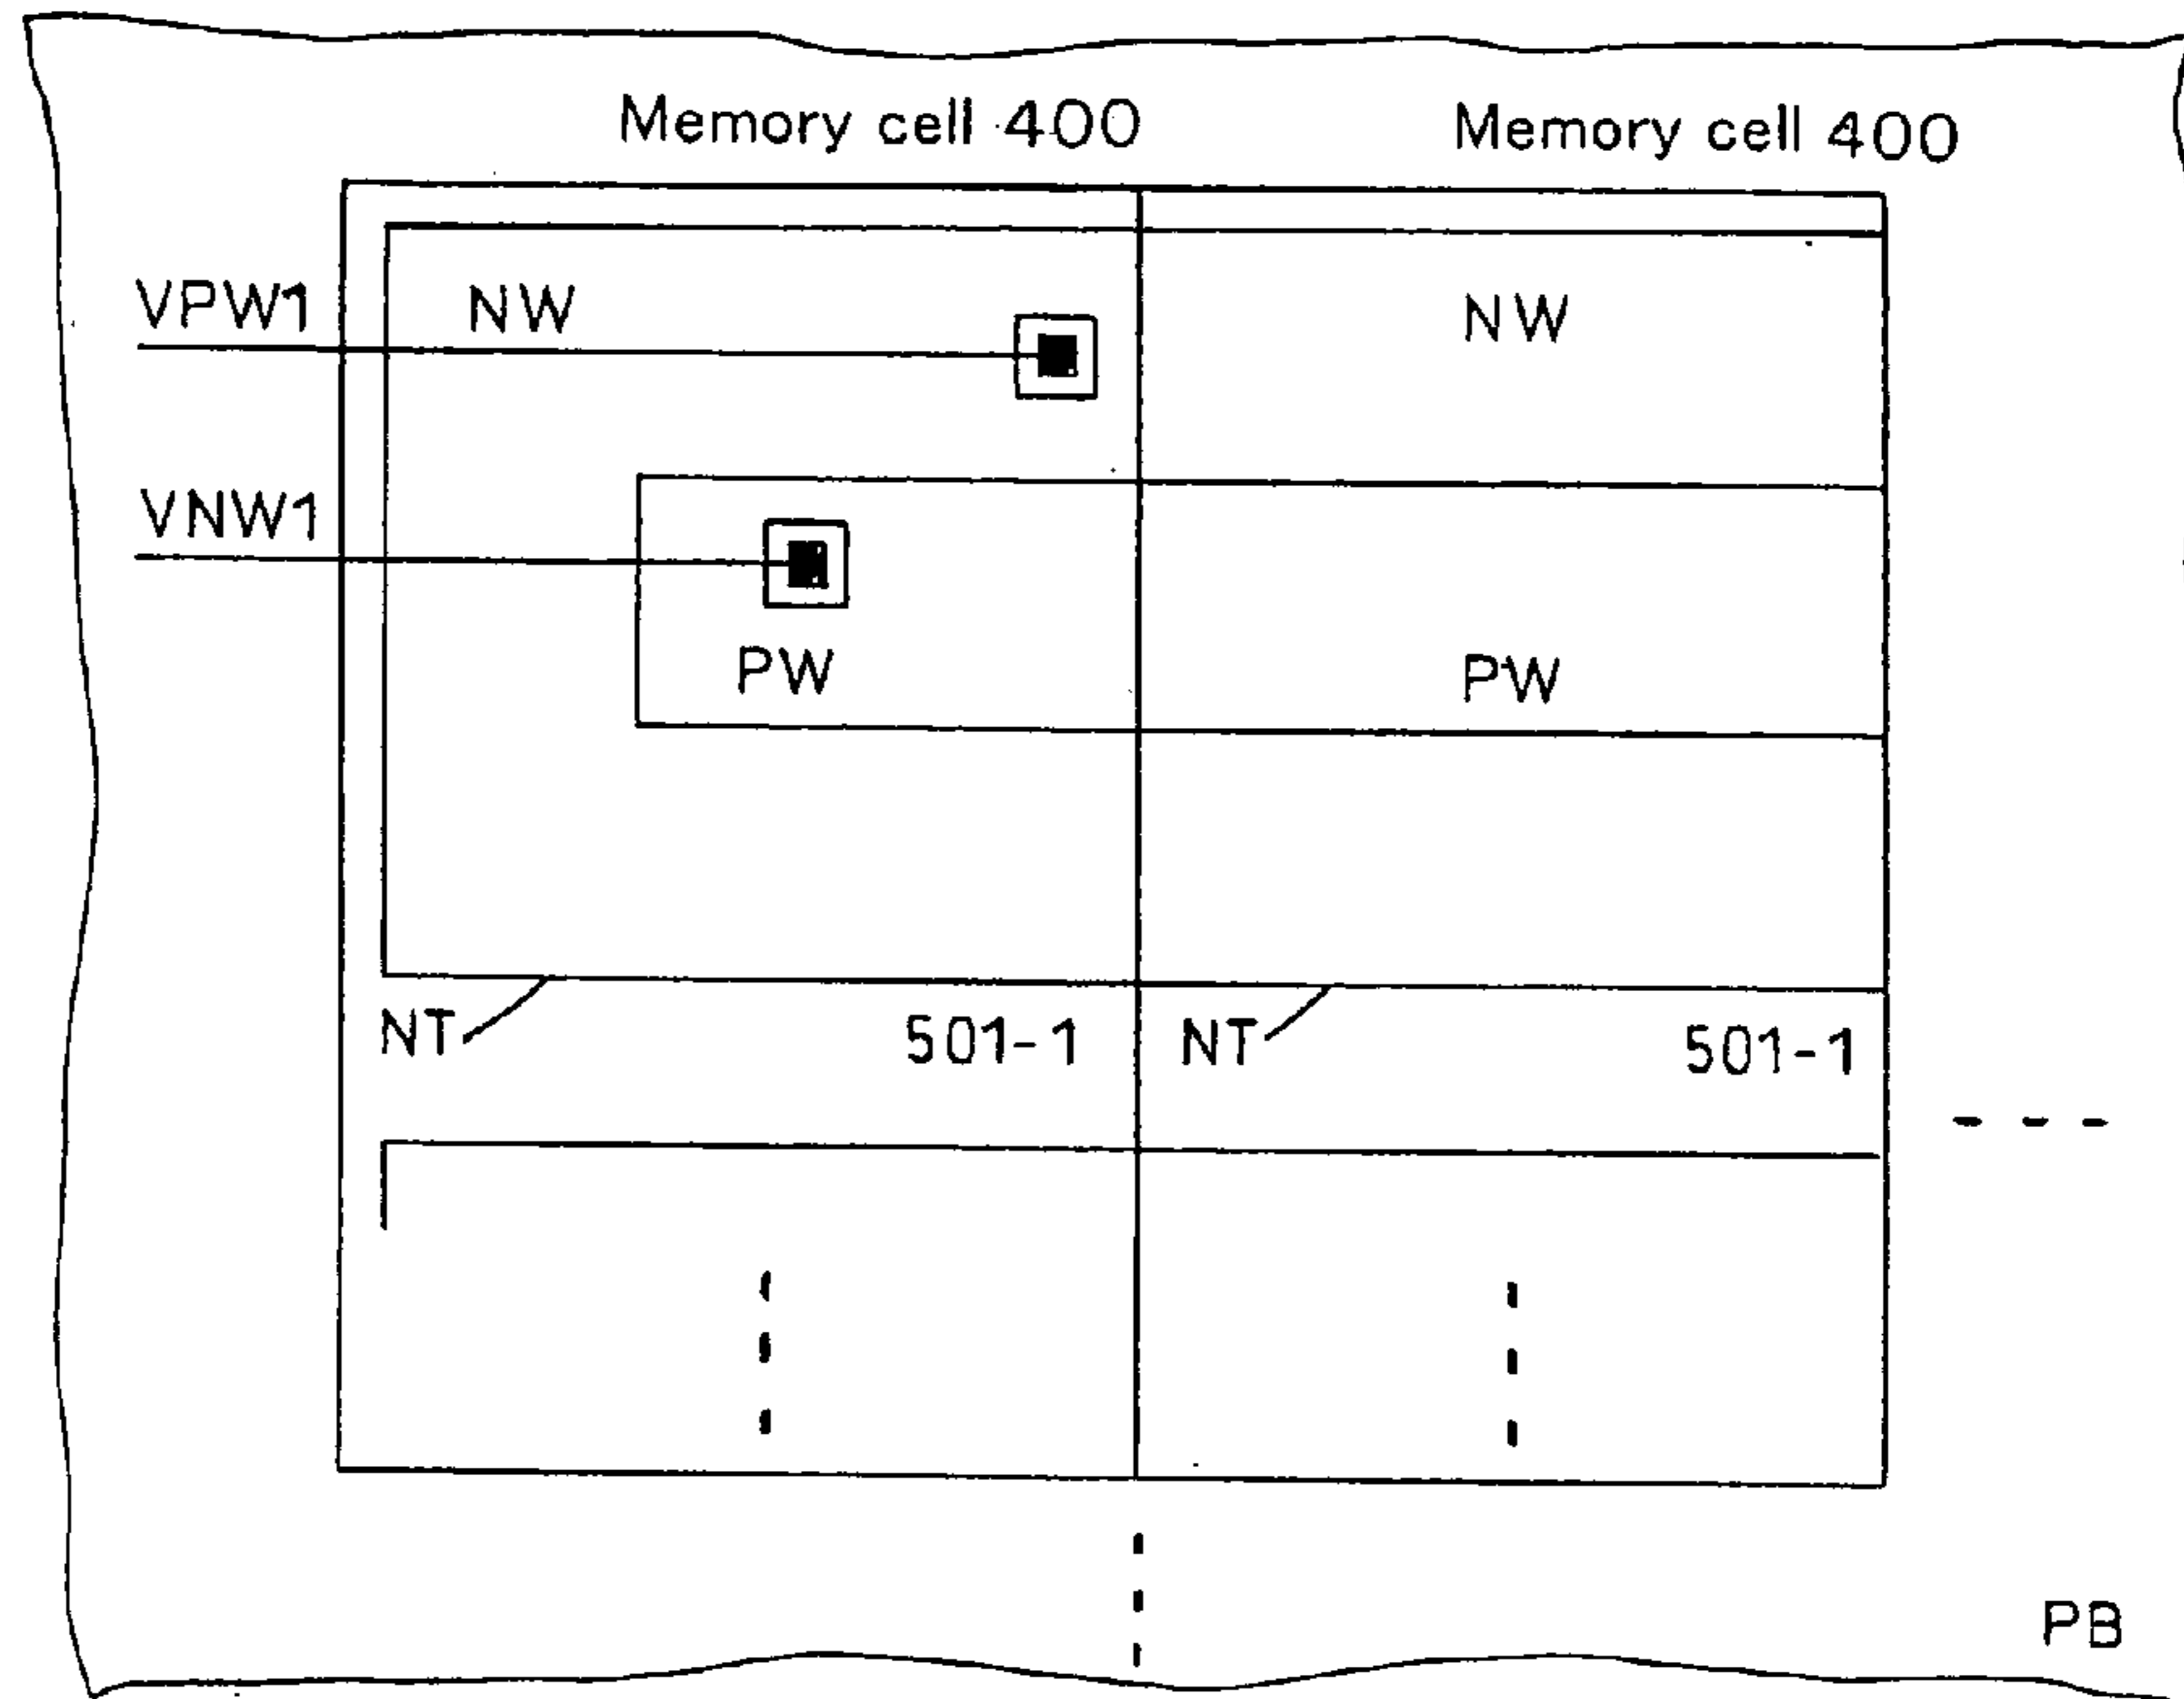 Memory cell 400 Memory cell 400
VPW1 NW NW
VNW1
PW PW
NT 501-1 NT 501-1
PB